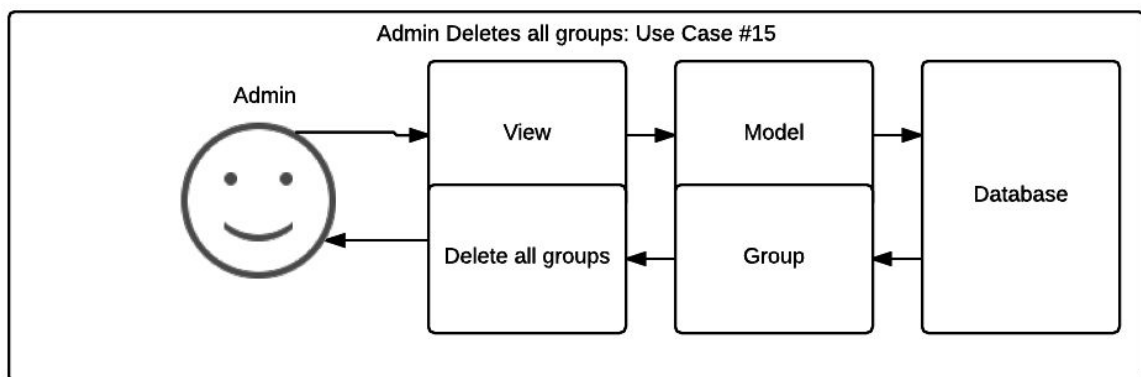 Admin Deletes all groups: Use Case #15
Admin
View
Model
Database
Delete all groups
Group